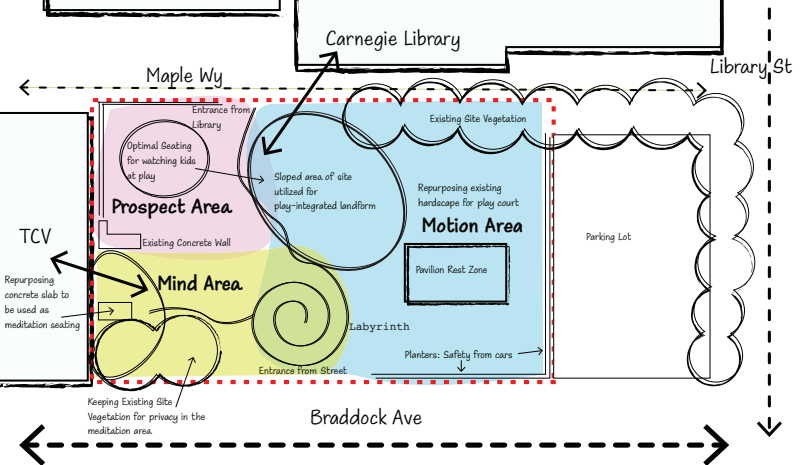 Carnegie Library
Library St
Maple Wy
Entrance from
Library
Existing Site Vegetation
Optimal Seating
for watching kids
at play
Sloped area of site
utilized for
play-integrated landform
Repurposing existing
hardscape for play court
Prospect Area
Motion Area
TCV
Existing Concrete Wall
Parking Lot
Pavilion Rest Zone
Mind Area
Repurposing
concrete slab to
be used as
meditation seating
Labyrinth
Planters: Safety from cars
Entrance from Street
Keeping Existing Site
Vegetation for privacy in the
meditation area
Braddock Ave